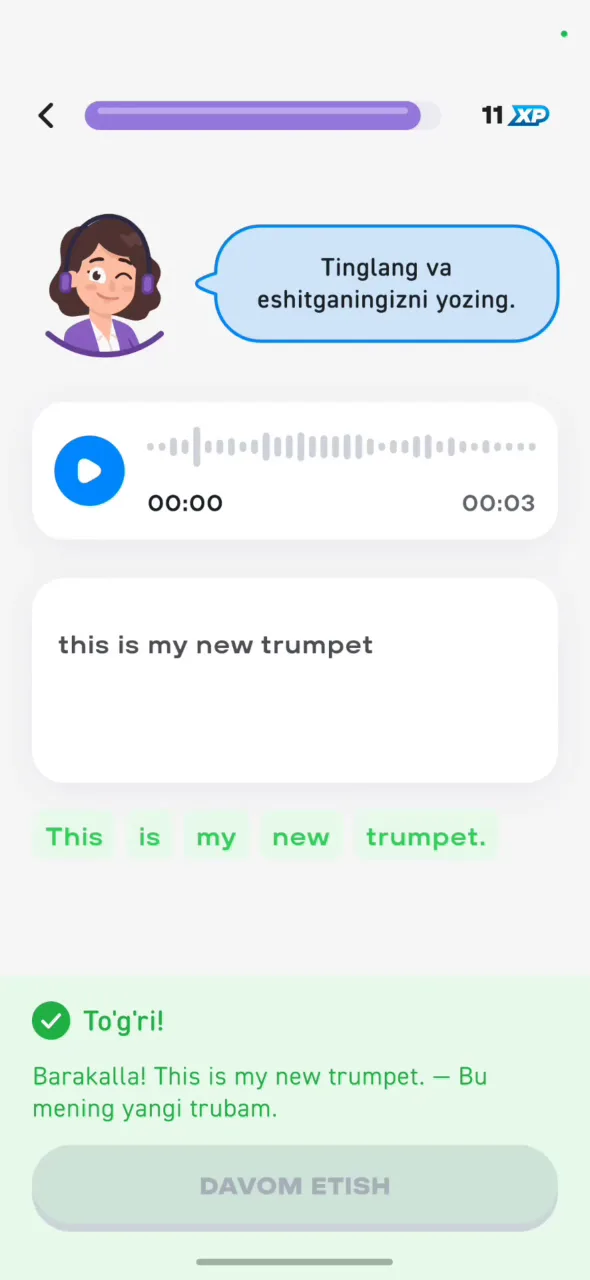 11 XP
Tinglang va
eshitganingizni yozing.
00:00 00:03
this is my new trumpet
This is my new trumpet.
To'g'ri!
Barakalla! This is my new trumpet. — Bu
mening yangi trubam.
DAVOM ETISH